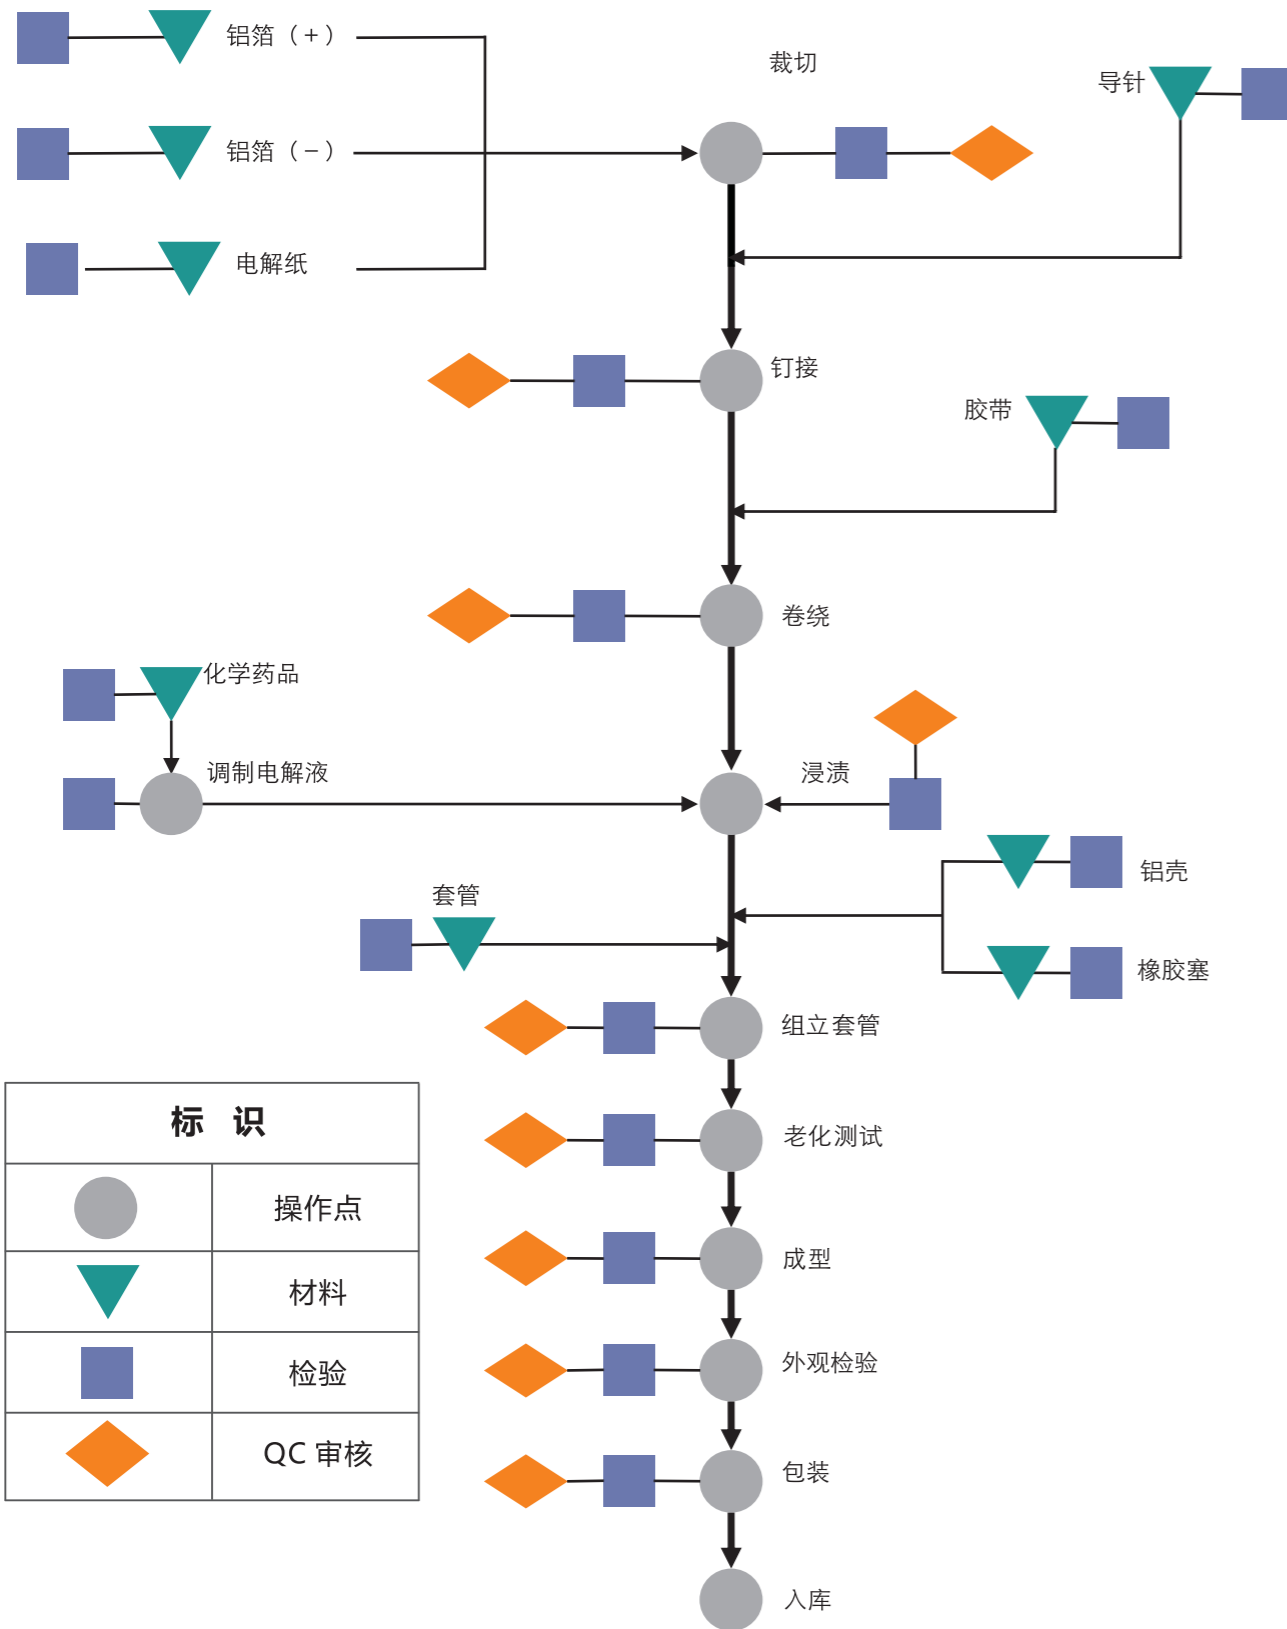 铝箔（+）
裁切
导针
铝箔（−）
电解纸
钉接
胶带
卷绕
化学药品
调制电解液
浸渍
铝壳
套管
橡胶塞
组立套管
标 识
老化测试
操作点
成型
材料
外观检验
检验
QC 审核
包装
入库